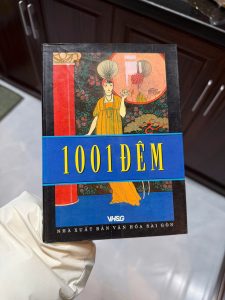 1001 ĐÊM
VHSG
NHÀ XUẤT BẢN VĂN HÓA SÀI GÒN